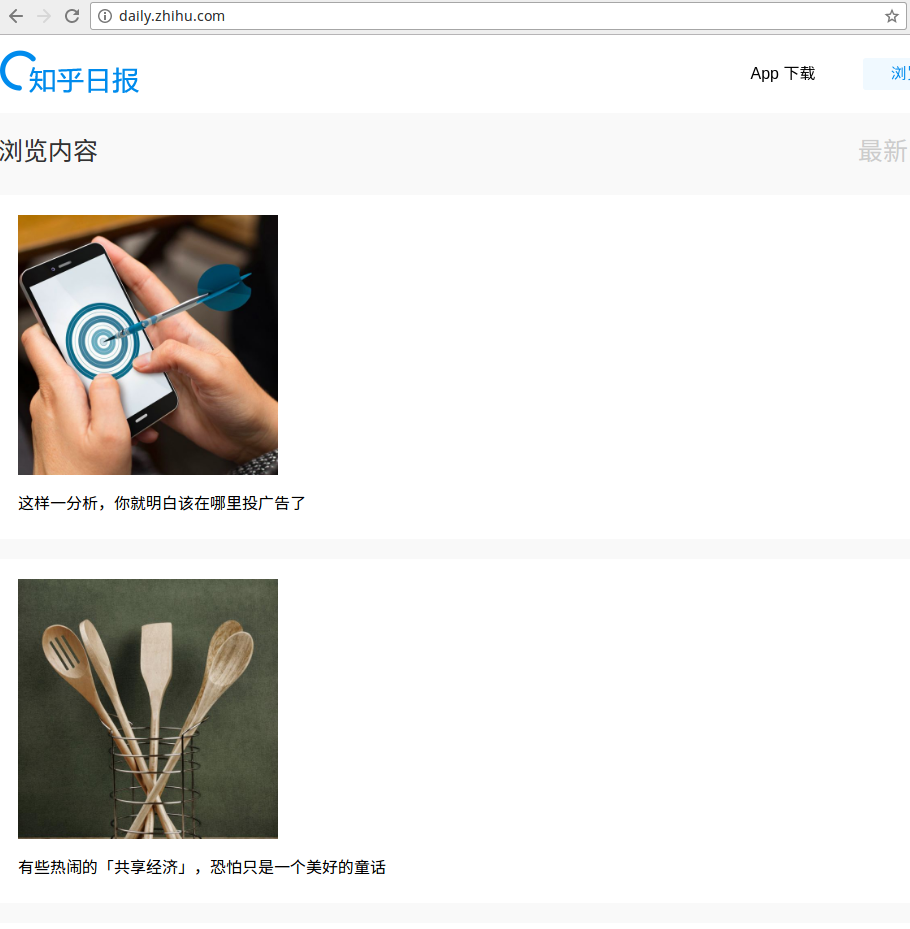 daily.zhihu.com
知乎日报
App 下载
浏览内容
最新
这样一分析，你就明白该在哪里投广告了
有些热闹的「共享经济」，恐怕只是一个美好的童话